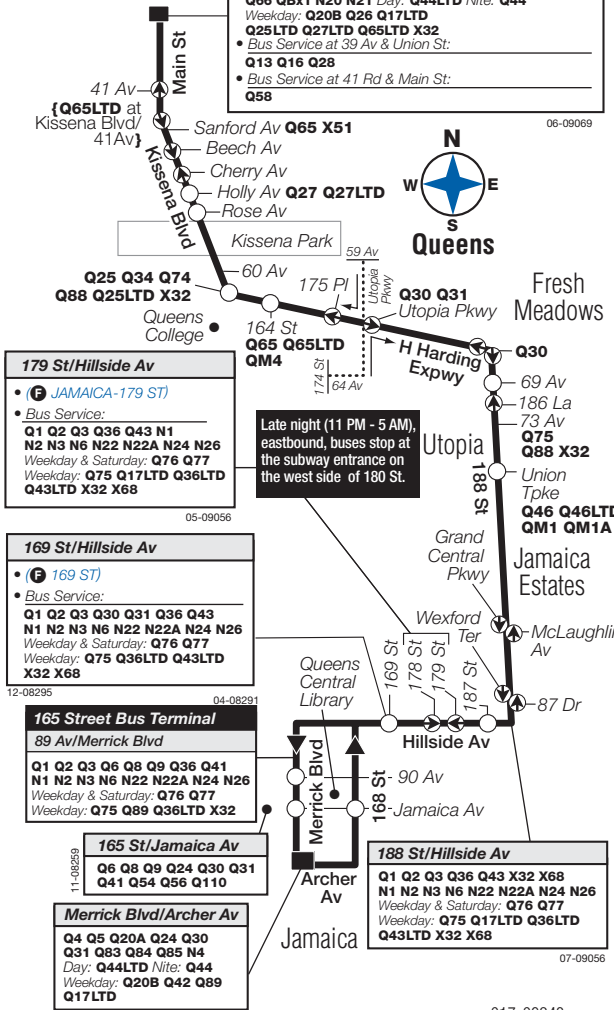 Q66 QBx1 N20 N21 Day: Q44LTD Nite: Q44
Weekday: Q20B Q26 Q17LTD
Q25LTD Q27LTD Q65LTD X32
• Bus Service at 39 Av & Union St:
Q13 Q16 Q28
• Bus Service at 41 Rd & Main St:
Q58
06-09069
Main St
41 Av
{Q65LTD at
Kissena Blvd/
41Av}
Sanford Av Q65 X51
Beech Av
Cherry Av
Holly Av Q27 Q27LTD
Rose Av
Kissena Blvd
Kissena Park
N
W E
S
Queens
60 Av
Q25 Q34 Q74
Q88 Q25LTD X32
Queens
College
164 St
Q65 Q65LTD
QM4
175 Pl
59 Av
Utopia
Pkwy
174 St
64 Av
Q30 Q31
Utopia Pkwy
H Harding
Expwy
Fresh
Meadows
Q30
69 Av
186 La
73 Av
Q75
Q88 X32
Utopia
188 St
Union
Tpke
Q46 Q46LTD
QM1 QM1A
Grand
Central
Pkwy
Jamaica
Estates
Wexford
Ter
McLaughlin
Av
87 Dr
179 St/Hillside Av
• (F JAMAICA-179 ST)
• Bus Service:
Q1 Q2 Q3 Q36 Q43 N1
N2 N3 N6 N22 N22A N24 N26
Weekday & Saturday: Q76 Q77
Weekday: Q75 Q17LTD Q36LTD
Q43LTD X32 X68
05-09056
Late night (11 PM - 5 AM),
eastbound, buses stop at
the subway entrance on
the west side of 180 St.
169 St/Hillside Av
• (F 169 ST)
• Bus Service:
Q1 Q2 Q3 Q30 Q31 Q36 Q43
N1 N2 N3 N6 N22 N22A N24 N26
Weekday & Saturday: Q76 Q77
Weekday: Q75 Q36LTD Q43LTD
X32 X68
12-08295
04-08291
169 St
178 St
179 St
187 St
Hillside Av
Queens
Central
Library
165 Street Bus Terminal
89 Av/Merrick Blvd
Q1 Q2 Q3 Q6 Q8 Q9 Q36 Q41
N1 N2 N3 N6 N22 N22A N24 N26
Weekday & Saturday: Q76 Q77
Weekday: Q75 Q89 Q36LTD X32
Merrick Blvd
188 St
90 Av
Jamaica Av
11-08259
165 St/Jamaica Av
Q6 Q8 Q9 Q24 Q30 Q31
Q41 Q54 Q56 Q110
Archer
Av
Jamaica
Merrick Blvd/Archer Av
Q4 Q5 Q20A Q24 Q30
Q31 Q83 Q84 Q85 N4
Day: Q44LTD Nite: Q44
Weekday: Q20B Q42 Q89
Q17LTD
188 St/Hillside Av
Q1 Q2 Q3 Q36 Q43 X32 X68
N1 N2 N3 N6 N22 N22A N24 N26
Weekday & Saturday: Q76 Q77
Weekday: Q75 Q17LTD Q36LTD
Q43LTD X32 X68
07-09056